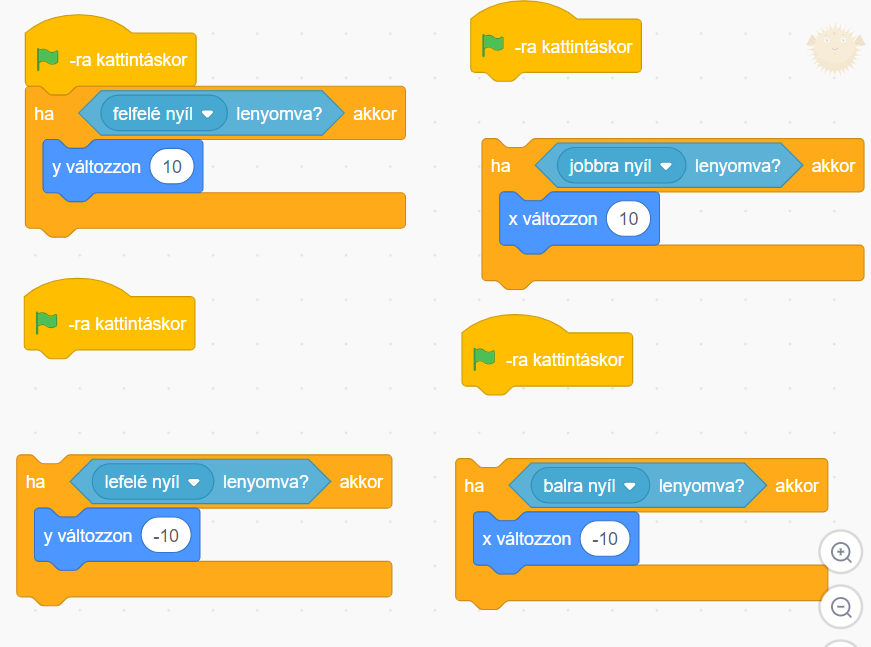 -ra kattintáskor
ha felfelé nyíl lenyomva? akkor
y változzon 10
-ra kattintáskor
ha jobbra nyíl lenyomva? akkor
x változzon 10
-ra kattintáskor
ha lefelé nyíl lenyomva? akkor
y változzon -10
-ra kattintáskor
ha balra nyíl lenyomva? akkor
x változzon -10